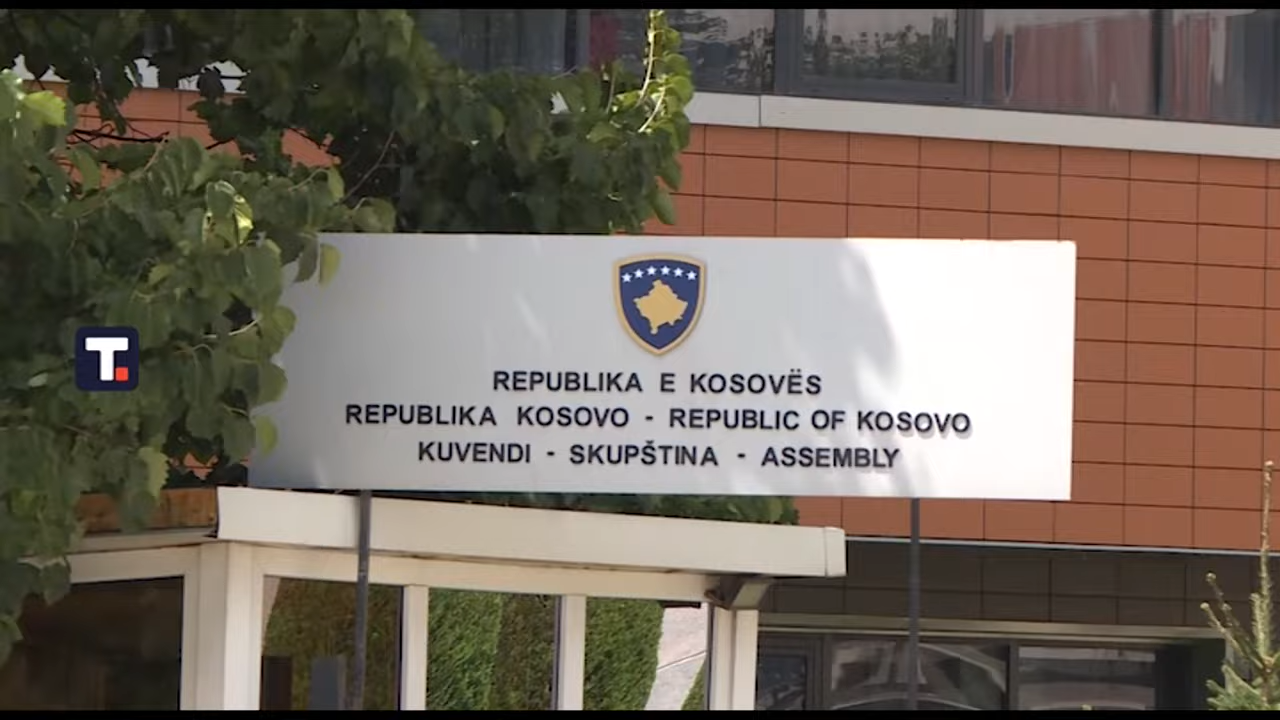 REPUBLIKA E KOSOVËS
REPUBLIKA KOSOVO - REPUBLIC OF KOSOVO
KUVENDI - SKUPŠTINA - ASSEMBLY
T.